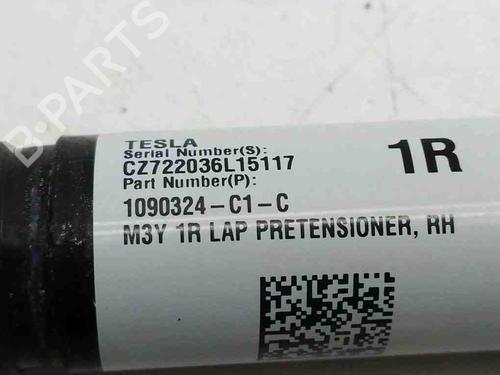 B-PARTS
TESLA
Serial Number(S):
CZ722036L15117
Part Number(P):
1090324-C1-C
M3Y 1R LAP PRETENSIONER, RH
1R